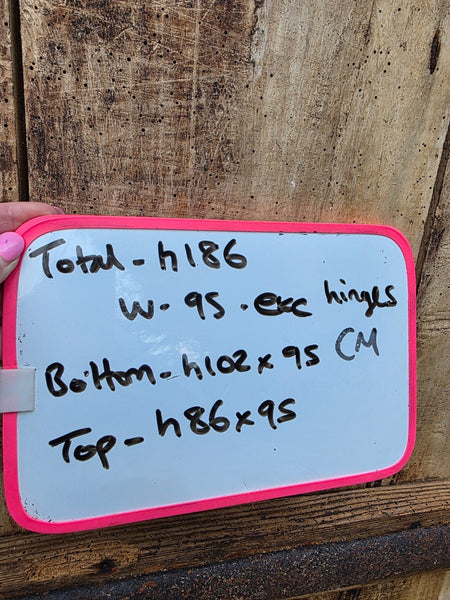 Total - h186
W - 95 - exc hinges
Bottom - h102 x 95 CM
Top - h86 x 95